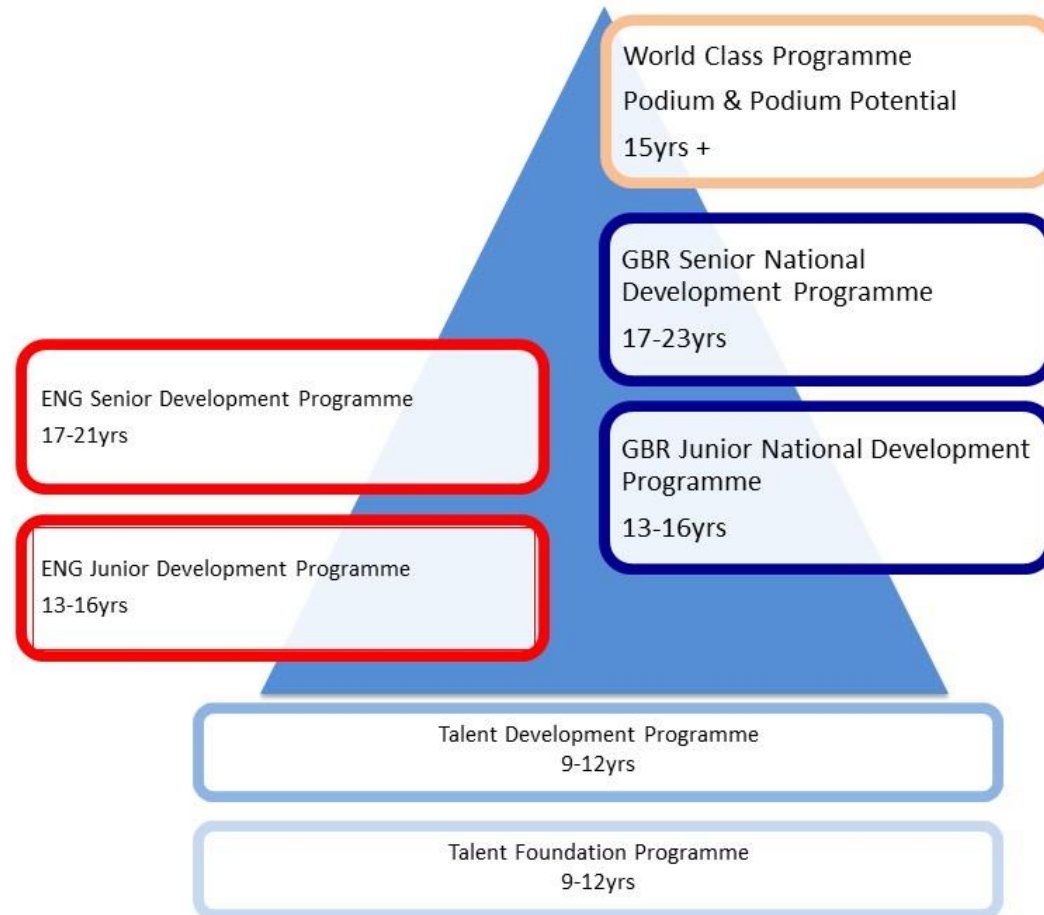 World Class Programme
Podium & Podium Potential
15yrs +
GBR Senior National
Development Programme
17-23yrs
ENG Senior Development Programme
17-21yrs
GBR Junior National Development
Programme
13-16yrs
ENG Junior Development Programme
13-16yrs
Talent Development Programme
9-12yrs
Talent Foundation Programme
9-12yrs